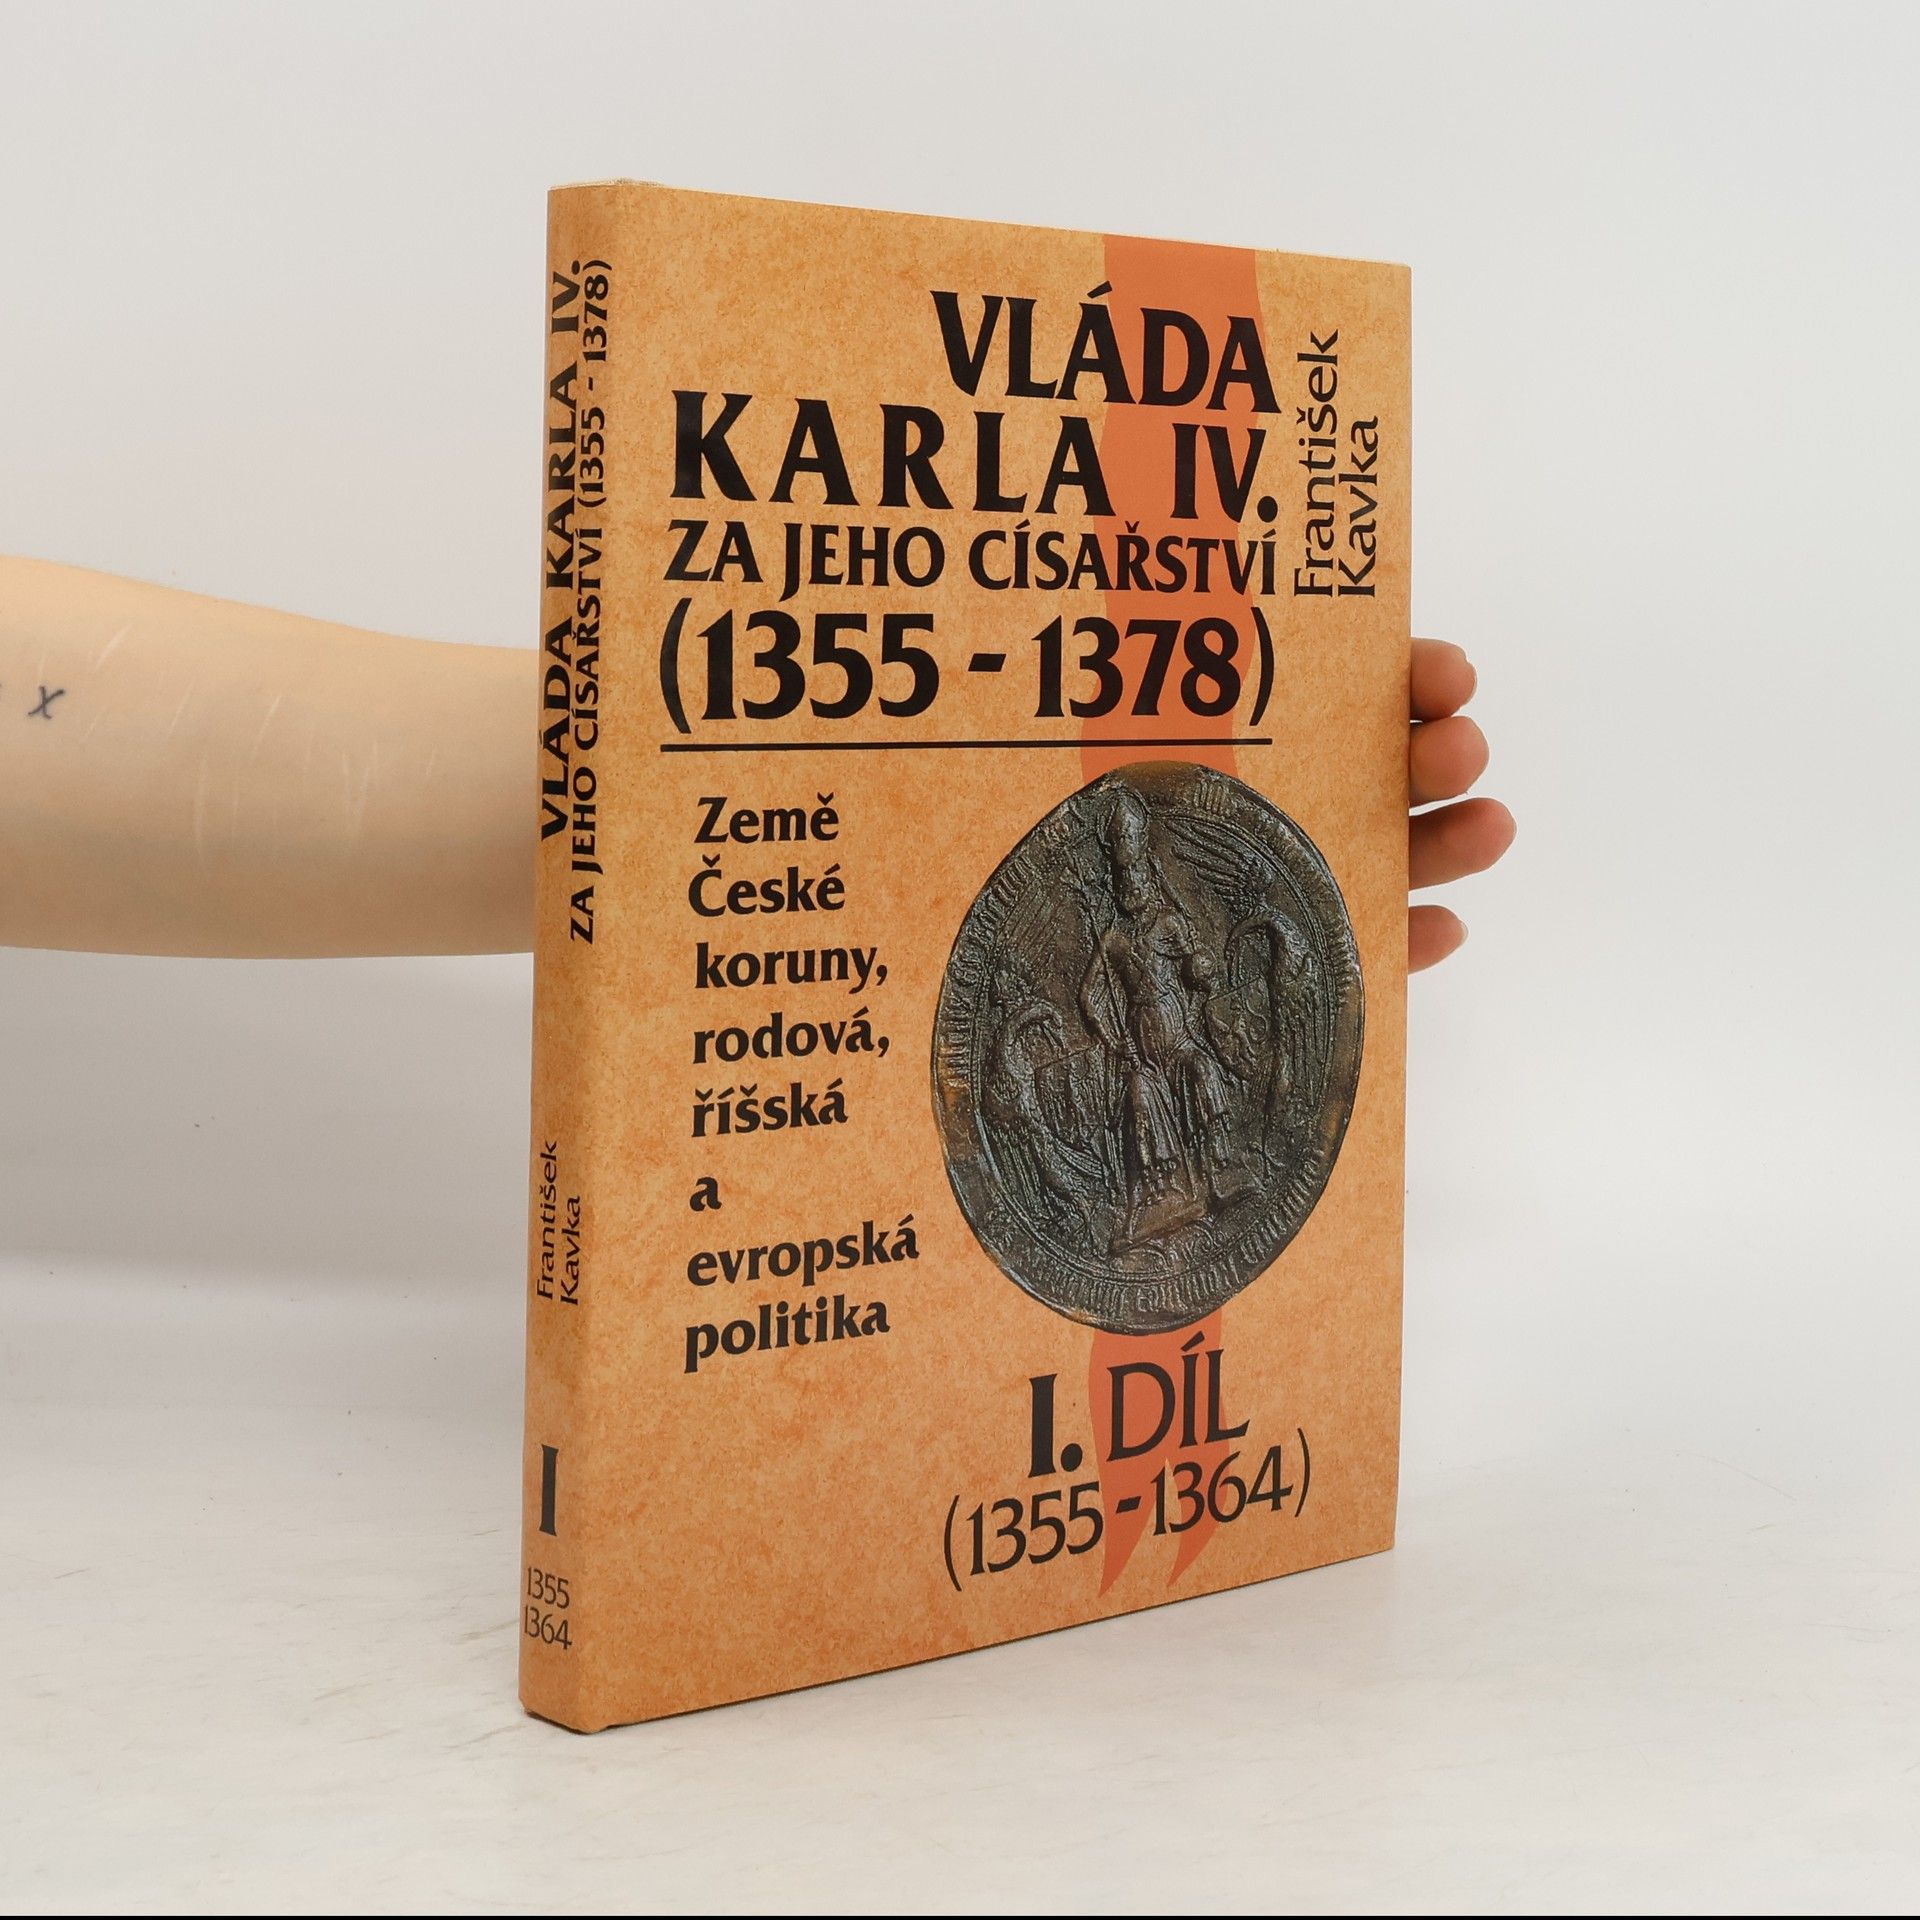 VLÁDA
KARLA IV.
ZA JEHO CÍSAŘSTVÍ
(1355 - 1378)
František
Kavka
Země
České
koruny,
rodová,
říšská
a
evropská
politika
I. DÍL
(1355 - 1364)
VLÁDA KARLA IV.
ZA JEHO CÍSAŘSTVÍ (1355 - 1378)
František
Kavka
I
1355
1364
x